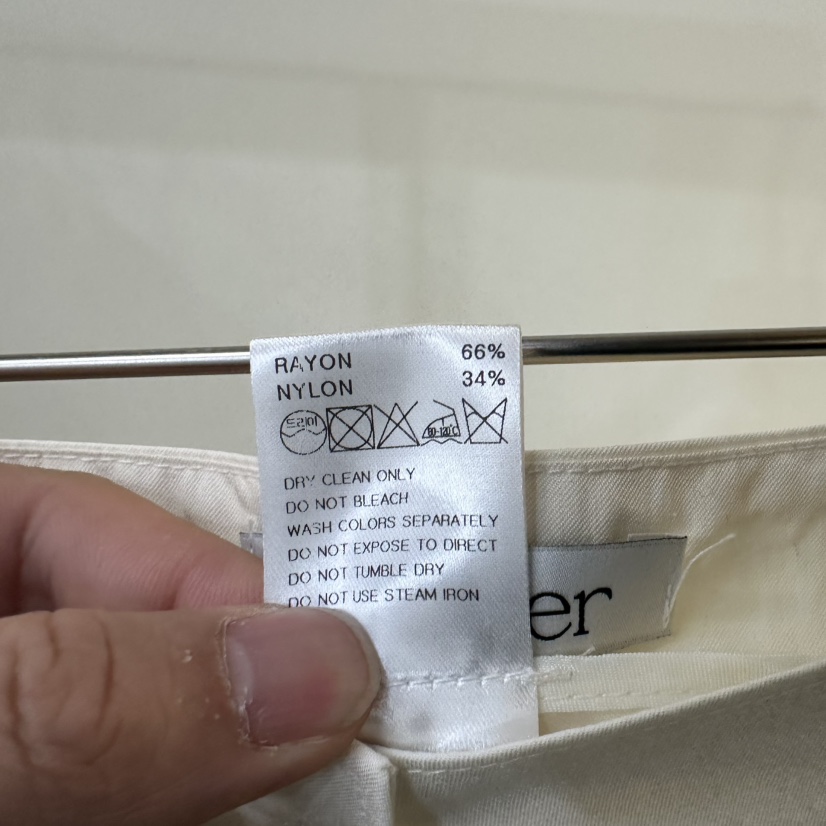 RAYON 66%
NYLON 34%
드라이
80-120°C
DRY CLEAN ONLY
DO NOT BLEACH
WASH COLORS SEPARATELY
DO NOT EXPOSE TO DIRECT
DO NOT TUMBLE DRY
DO NOT USE STEAM IRON
er